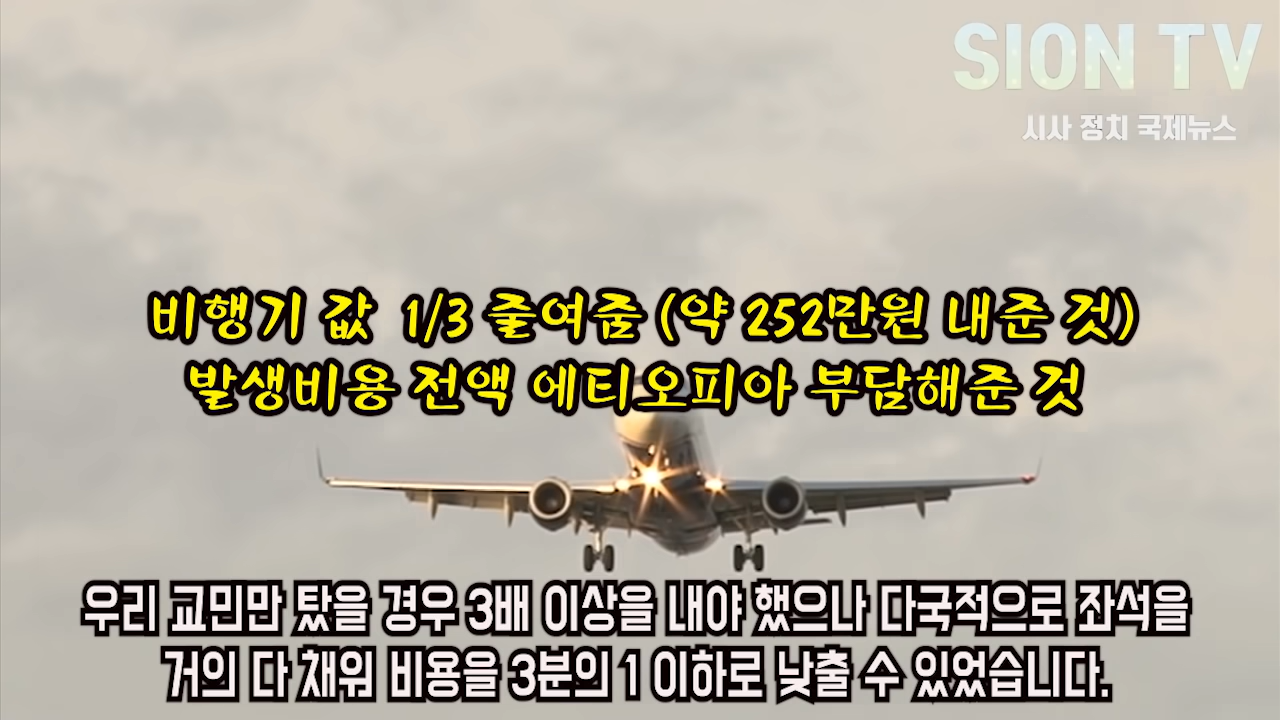 SION TV
시사 정치 국제뉴스
비행기 값 1/3 줄여줌 (약 252만원 내준 것)
발생비용 전액 에티오피아 부담해준 것
우리 교민만 탔을 경우 3배 이상을 내야 했으나 다국적으로 좌석을
거의 다 채워 비용을 3분의 1 이하로 낮출 수 있었습니다.